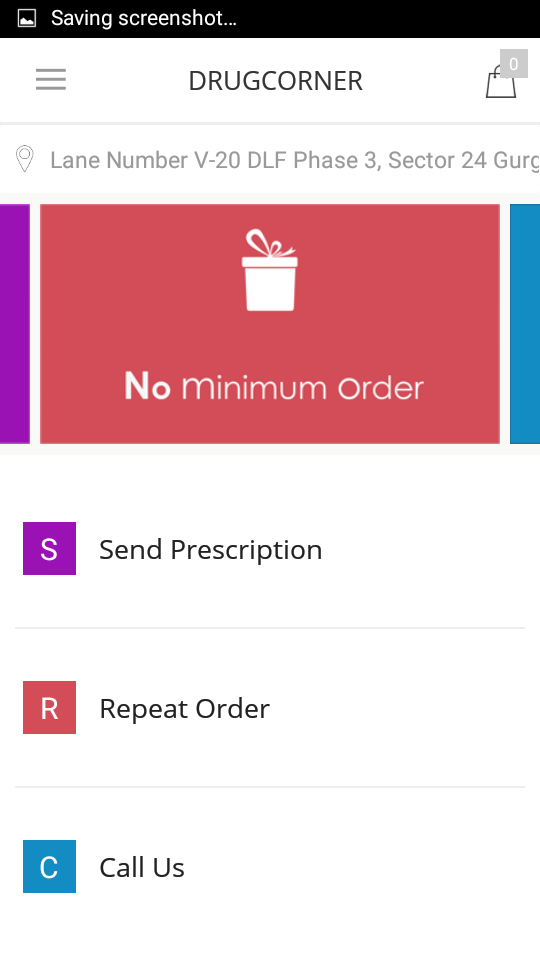 Saving screenshot...
DRUGCORNER
0
Lane Number V-20 DLF Phase 3, Sector 24 Gurg
No minimum order
S Send Prescription
R Repeat Order
C Call Us